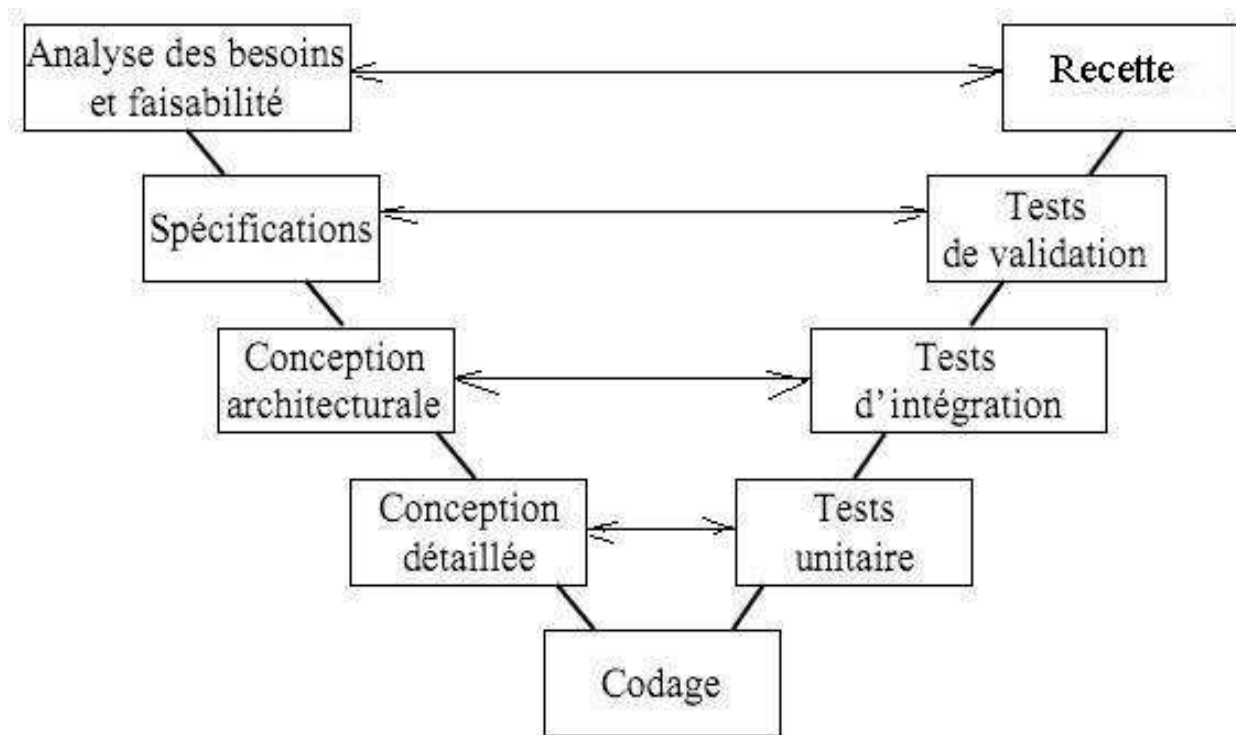 Analyse des besoins
et faisabilité
Recette
Spécifications
Tests
de validation
Conception
architecturale
Tests
d'intégration
Conception
détaillée
Tests
unitaire
Codage